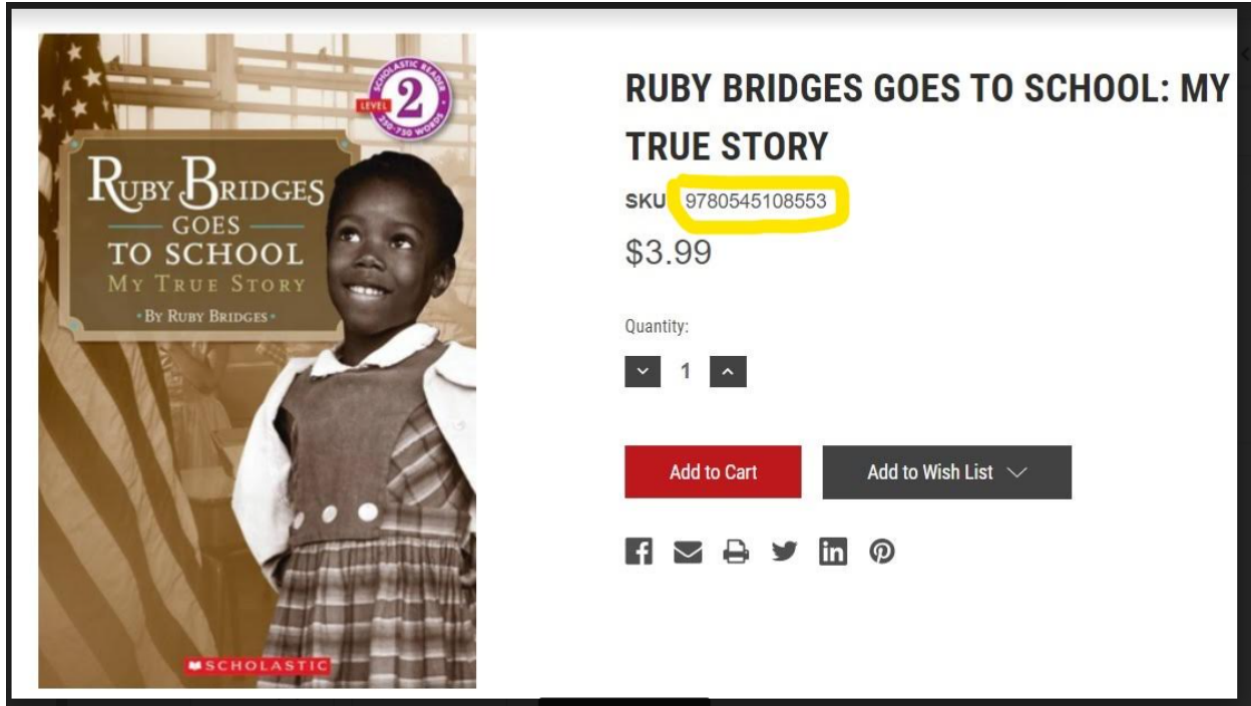 SCHOLASTIC READER
LEVEL 2
250-750 WORDS
RUBY BRIDGES
GOES
TO SCHOOL
MY TRUE STORY
•BY RUBY BRIDGES•
SCHOLASTIC
RUBY BRIDGES GOES TO SCHOOL: MY
TRUE STORY
SKU 9780545108553
$3.99
Quantity:
1
Add to Cart
Add to Wish List